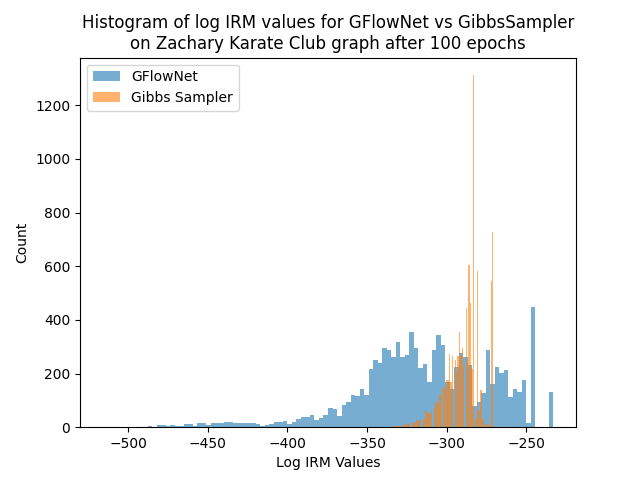 Histogram of log IRM values for GFlowNet vs GibbsSampler
on Zachary Karate Club graph after 100 epochs
GFlowNet
Gibbs Sampler
Count
1200
1000
800
600
400
200
0
−500
−450
−400
−350
−300
−250
Log IRM Values